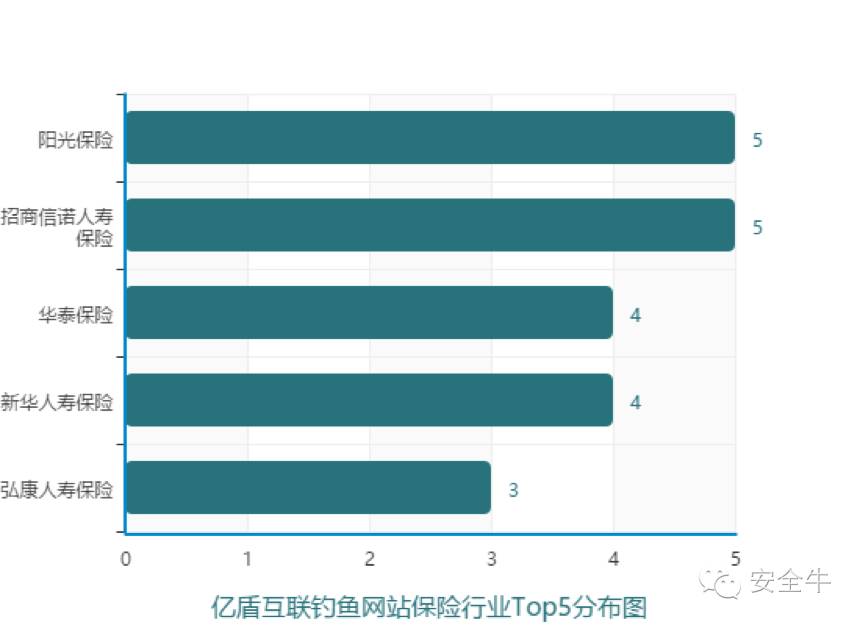 阳光保险
5
招商信诺人寿
保险
5
华泰保险
4
新华人寿保险
4
弘康人寿保险
3
0 1 2 3 4 5
亿盾互联钓鱼网站保险行业Top5分布图
安全牛